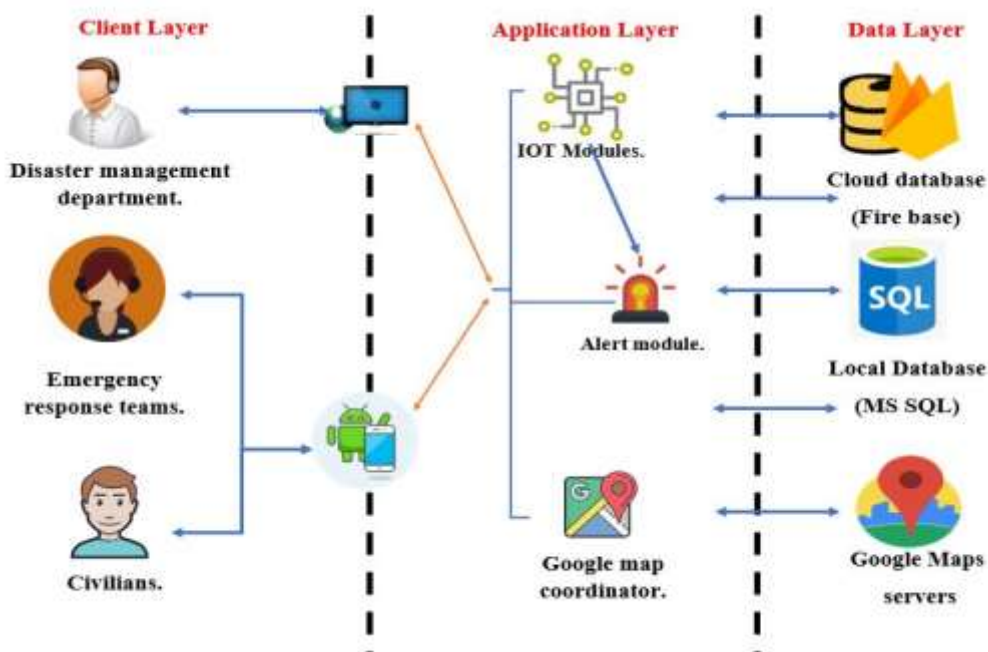 Client Layer
Application Layer
Data Layer
Disaster management
department.
Emergency
response teams.
Civilians.
IOT Modules.
Alert module.
G
Google map
coordinator.
Cloud database
(Fire base)
SQL
Local Database
(MS SQL)
Google Maps
servers